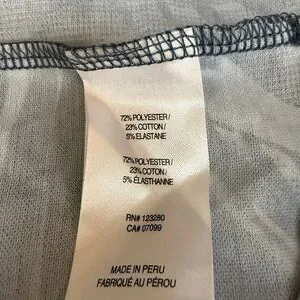 72% POLYESTER/
23% COTTON/
5% ELASTANE
72% POLYESTER/
23% COTON/
5% ÉLASTHANNE
RN# 123280
CA# 07099
MADE IN PERU
FABRIQUÉ AU PÉROU